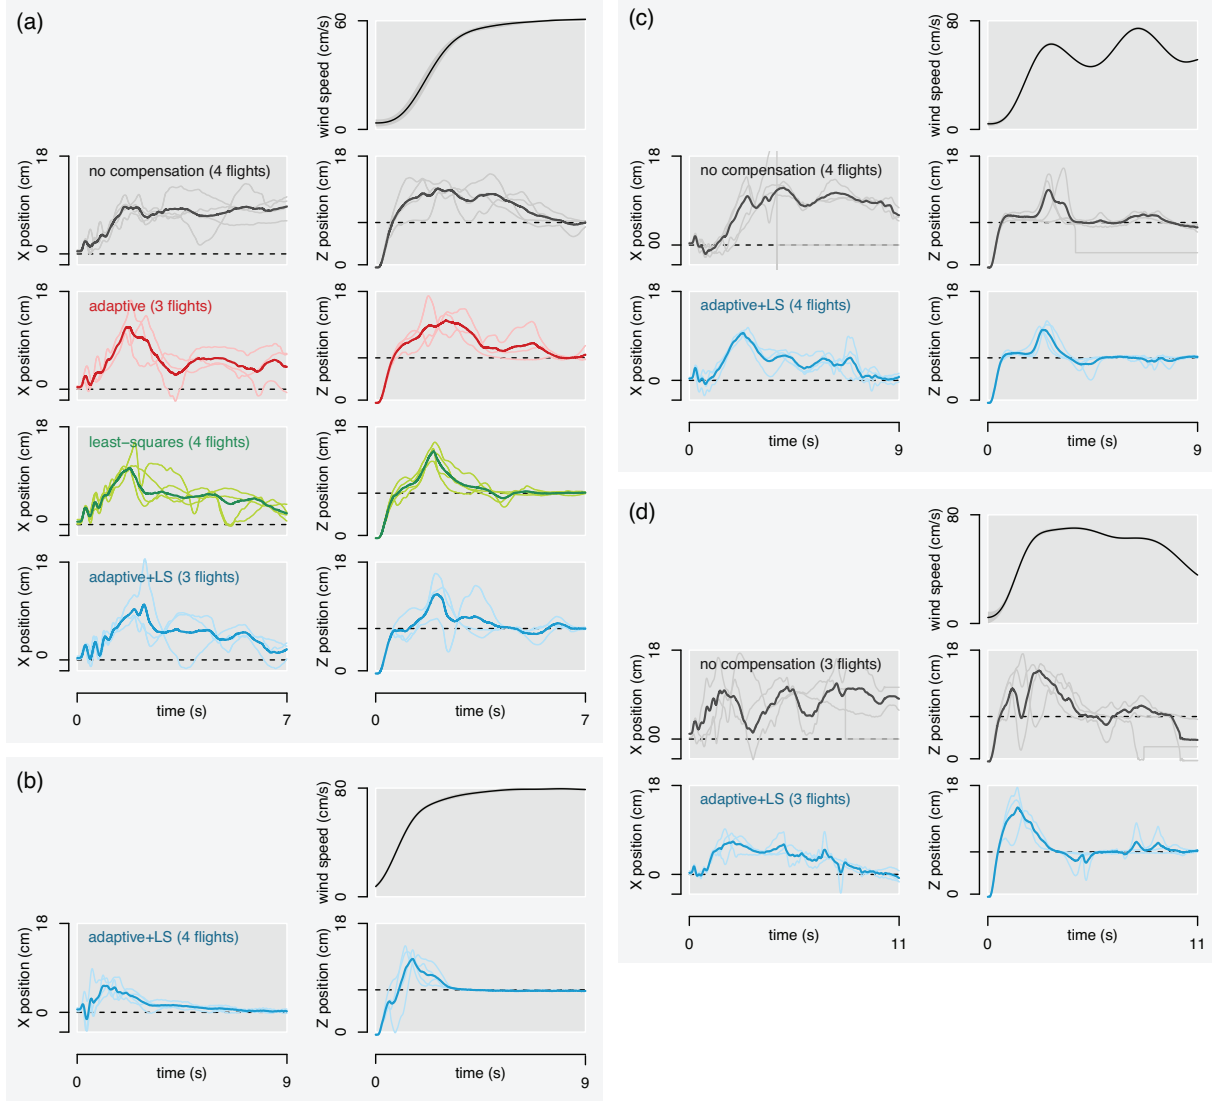 (a)
wind speed (cm/s)
0 60
X position (cm)
0 18
no compensation (4 flights)
Z position (cm)
0 18
X position (cm)
0 18
adaptive (3 flights)
Z position (cm)
0 18
X position (cm)
0 18
least–squares (4 flights)
Z position (cm)
0 18
X position (cm)
0 18
adaptive+LS (3 flights)
Z position (cm)
0 18
0 time (s) 7
0 time (s) 7
(b)
wind speed (cm/s)
0 80
X position (cm)
0 18
adaptive+LS (4 flights)
Z position (cm)
0 18
0 time (s) 9
0 time (s) 9
(c)
wind speed (cm/s)
0 80
X position (cm)
00 18
no compensation (4 flights)
Z position (cm)
0 18
X position (cm)
0 18
adaptive+LS (4 flights)
Z position (cm)
0 18
0 time (s) 9
0 time (s) 9
(d)
wind speed (cm/s)
0 80
X position (cm)
00 18
no compensation (3 flights)
Z position (cm)
0 18
X position (cm)
0 18
adaptive+LS (3 flights)
Z position (cm)
0 18
0 time (s) 11
0 time (s) 11